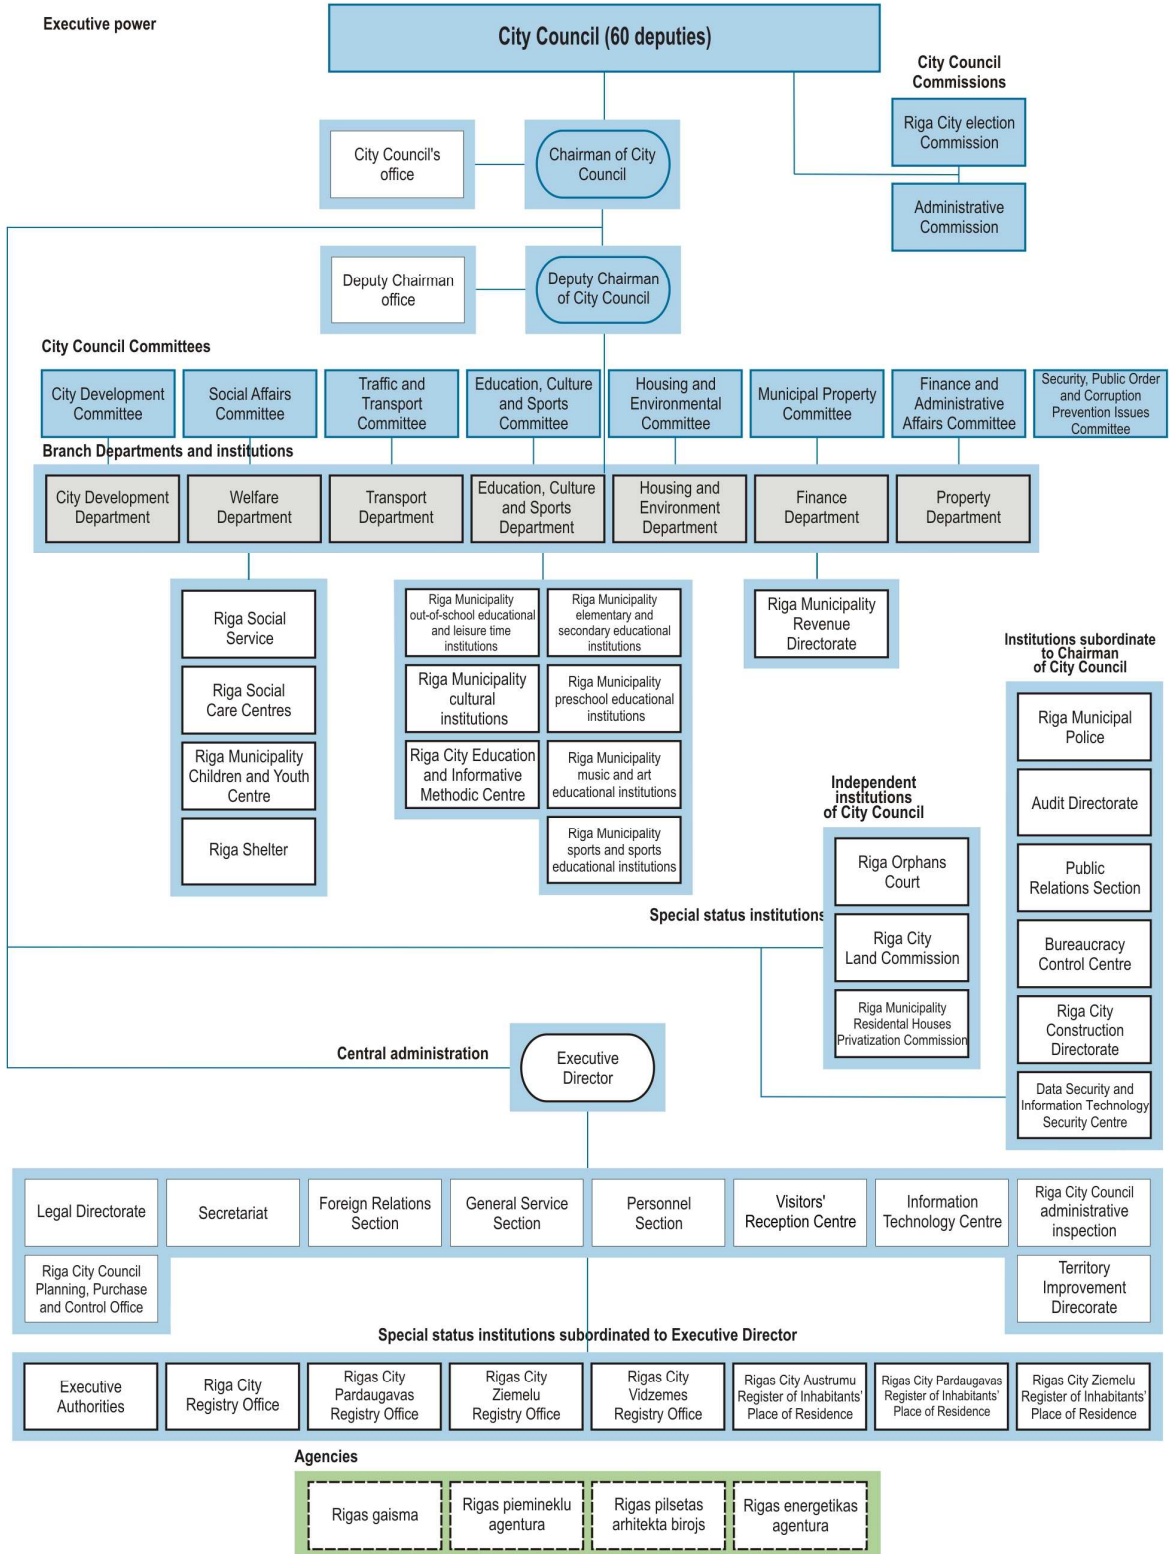 Executive power
City Council (60 deputies)
City Council
Commissions
Riga City election
Commission
Administrative
Commission
City Council's
office
Chairman of City
Council
Deputy Chairman
office
Deputy Chairman
of City Council
City Council Committees
City Development
Committee
Social Affairs
Committee
Traffic and
Transport
Committee
Education, Culture
and Sports
Committee
Housing and
Environmental
Committee
Municipal Property
Committee
Finance and
Administrative
Affairs Committee
Security, Public Order
and Corruption
Prevention Issues
Committee
Branch Departments and institutions
City Development
Department
Welfare
Department
Transport
Department
Education, Culture
and Sports
Department
Housing and
Environment
Department
Finance
Department
Property
Department
Riga Social
Service
Riga Social
Care Centres
Riga Municipality
Children and Youth
Centre
Riga Shelter
Riga Municipality
out-of-school educational
and leisure time
institutions
Riga Municipality
cultural
institutions
Riga City Education
and Informative
Methodic Centre
Riga Municipality
elementary and
secondary educational
institutions
Riga Municipality
preschool educational
institutions
Riga Municipality
music and art
educational institutions
Riga Municipality
sports and sports
educational institutions
Riga Municipality
Revenue
Directorate
Institutions subordinate
to Chairman
of City Council
Riga Municipal
Police
Audit Directorate
Public
Relations Section
Bureaucracy
Control Centre
Riga City
Construction
Directorate
Data Security and
Information Technology
Security Centre
Independent
institutions
of City Council
Riga Orphans
Court
Riga City
Land Commission
Riga Municipality
Residental Houses
Privatization Commission
Special status institutions
Central administration
Executive
Director
Legal Directorate
Secretariat
Foreign Relations
Section
General Service
Section
Personnel
Section
Visitors'
Reception Centre
Information
Technology Centre
Riga City Council
administrative
inspection
Riga City Council
Planning, Purchase
and Control Office
Territory
Improvement
Direcorate
Special status institutions subordinated to Executive Director
Executive
Authorities
Riga City
Registry Office
Rigas City
Pardaugavas
Registry Office
Rigas City
Ziemelu
Registry Office
Rigas City
Vidzemes
Registry Office
Rigas City Austrumu
Register of Inhabitants'
Place of Residence
Rigas City Pardaugavas
Register of Inhabitants'
Place of Residence
Rigas City Ziemelu
Register of Inhabitants'
Place of Residence
Agencies
Rigas gaisma
Rigas piemineklu
agentura
Rigas pilsetas
arhitekta birojs
Rigas energetikas
agentura